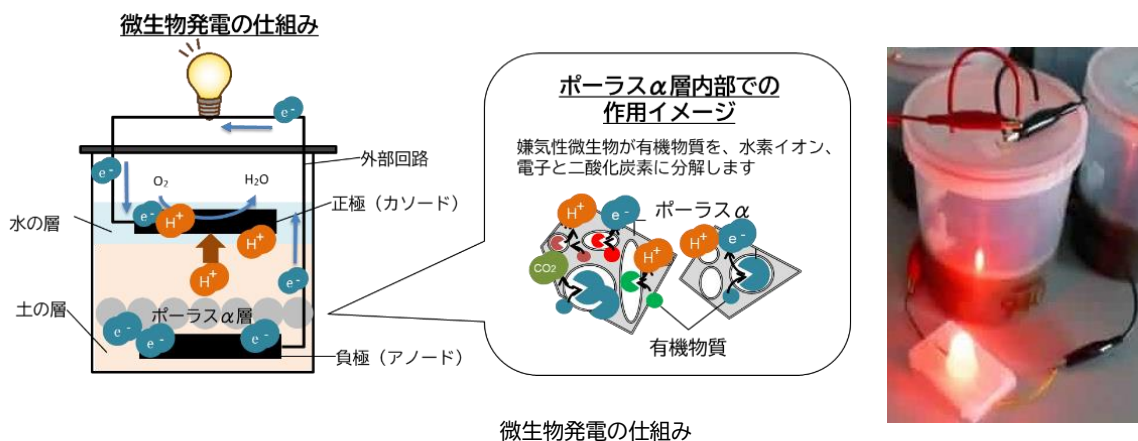 微生物発電の仕組み
e-
外部回路
e-
O₂
H₂O
e-
H⁺
正極（カソード）
水の層
H⁺
H⁺
e-
土の層
ポーラスα層
e-
e-
e-
負極（アノード）
ポーラスα層内部での
作用イメージ
嫌気性微生物が有機物質を、水素イオン、
電子と二酸化炭素に分解します
H⁺
e-
ポーラスα
H⁺
H⁺
e-
CO2
有機物質
微生物発電の仕組み